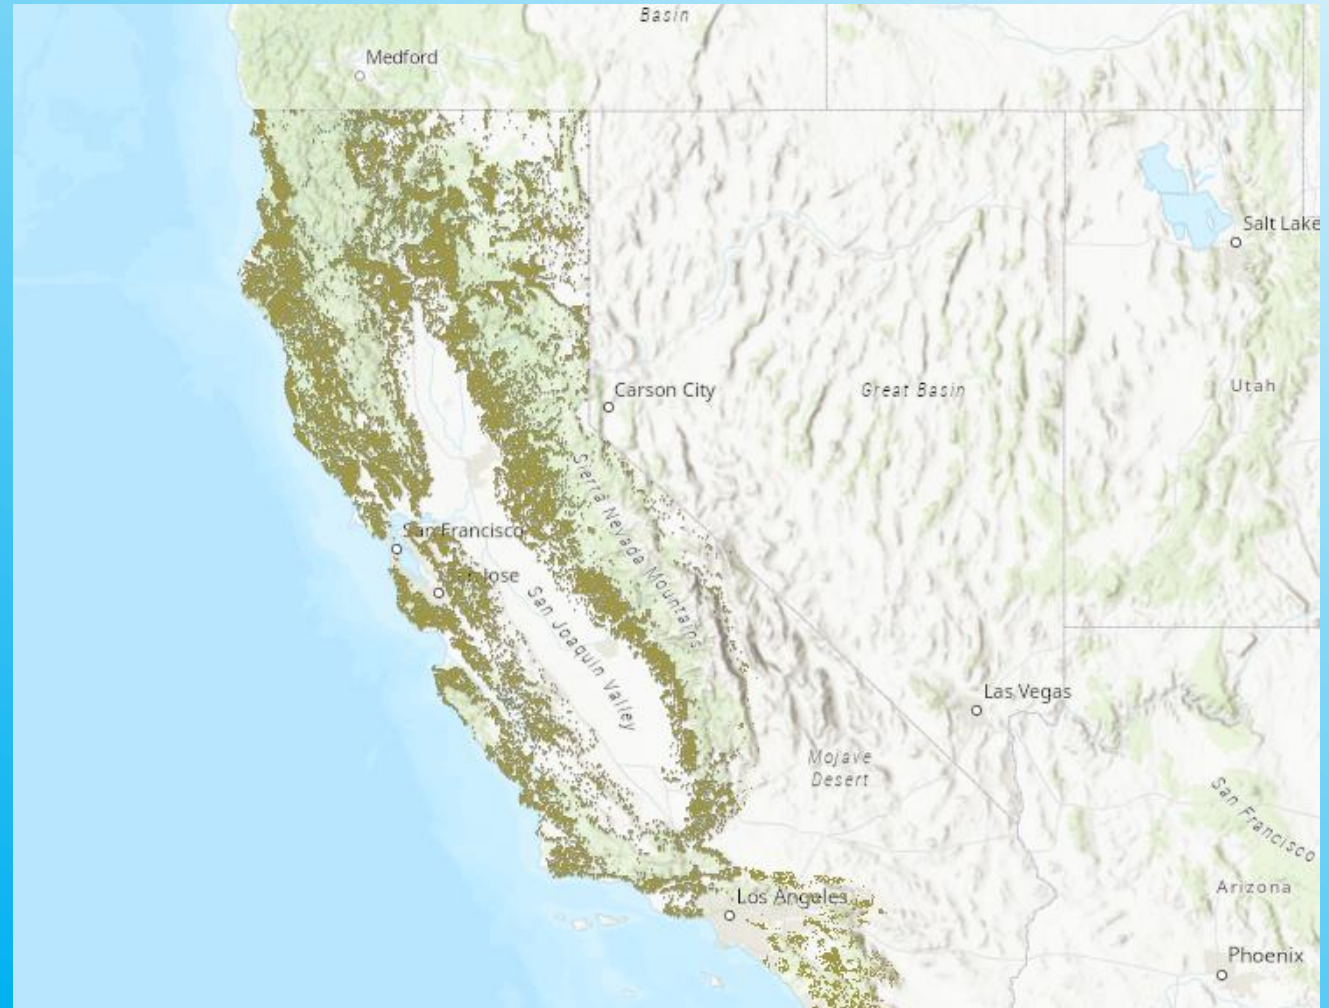 Basin
Medford
Salt Lake
Carson City
Great Basin
Utah
Sierra Nevada Mountains
San Francisco
San Jose
San Joaquin Valley
Las Vegas
Mojave
Desert
San Francisco
Arizona
Los Angeles
Phoenix